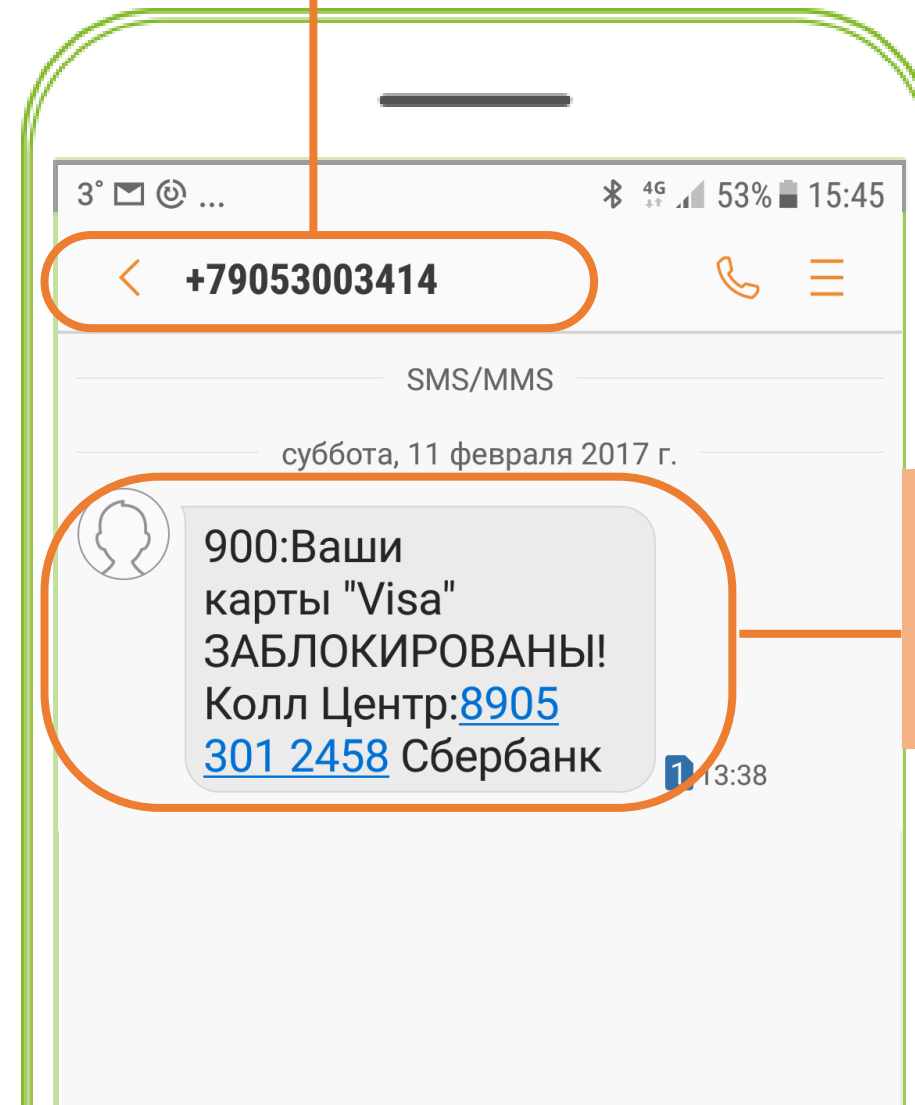 3° ... 4G 53% 15:45
+79053003414
SMS/MMS
суббота, 11 февраля 2017 г.
900:Ваши
карты "Visa"
ЗАБЛОКИРОВАНЫ!
Колл Центр:8905
301 2458 Сбербанк
1 13:38